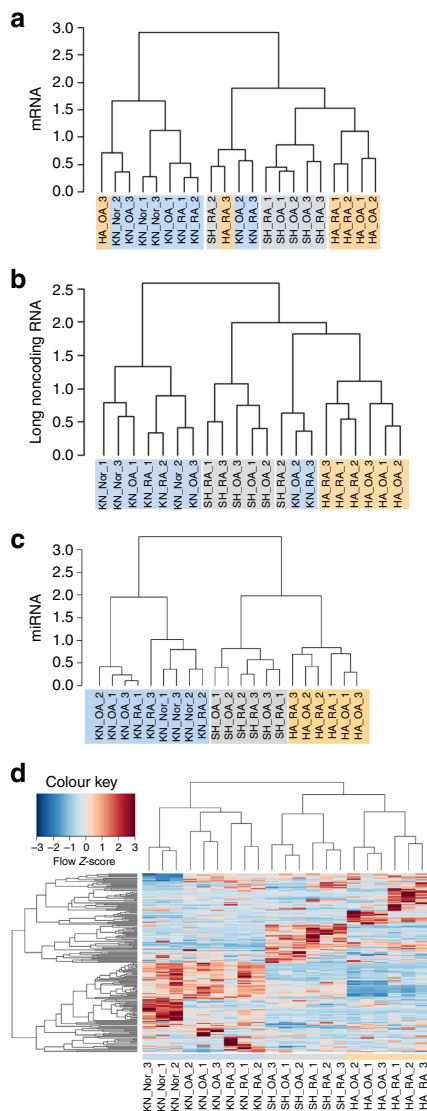 a
mRNA
3.0
2.5
2.0
1.5
1.0
0.5
0.0
HA_OA_3
KN_Nor_2
KN_OA_3
KN_Nor_1
KN_Nor_3
KN_OA_1
KN_RA_1
KN_RA_2
SH_RA_2
HA_RA_3
KN_OA_2
KN_RA_3
SH_RA_1
SH_OA_1
SH_OA_2
SH_OA_3
SH_RA_3
HA_RA_1
HA_RA_2
HA_OA_1
HA_OA_2
b
Long noncoding RNA
2.5
2.0
1.5
1.0
0.5
0.0
KN_Nor_1
KN_Nor_3
KN_OA_1
KN_RA_1
KN_RA_2
KN_Nor_2
KN_OA_3
SH_RA_1
SH_RA_3
SH_OA_3
SH_OA_1
SH_OA_2
SH_RA_2
KN_OA_2
KN_RA_3
HA_RA_3
HA_RA_1
HA_RA_2
HA_OA_3
HA_OA_1
HA_OA_2
c
miRNA
3.0
2.5
2.0
1.5
1.0
0.5
0.0
KN_OA_2
KN_OA_1
KN_OA_3
KN_RA_1
KN_RA_3
KN_Nor_1
KN_Nor_3
KN_Nor_2
KN_RA_2
SH_OA_1
SH_OA_2
SH_RA_2
SH_RA_3
SH_OA_3
SH_RA_1
HA_RA_3
HA_OA_2
HA_RA_2
HA_RA_1
HA_OA_1
HA_OA_3
d
Colour key
−3 −2 −1 0 1 2 3
Flow Z-score
KN_Nor_3
KN_Nor_1
KN_Nor_2
KN_OA_2
KN_OA_1
KN_OA_3
KN_RA_3
KN_RA_1
KN_RA_2
SH_OA_3
SH_OA_1
SH_OA_2
SH_RA_1
SH_RA_2
SH_RA_3
HA_OA_2
HA_OA_1
HA_OA_3
HA_RA_1
HA_RA_2
HA_RA_3